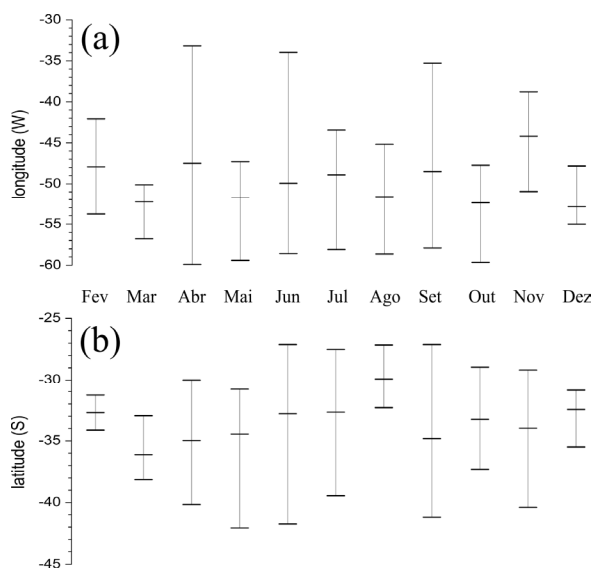 (a)
-30
-35
-40
-45
-50
-55
-60
longitude (W)
Fev Mar Abr Mai Jun Jul Ago Set Out Nov Dez
(b)
-25
-30
-35
-40
-45
latitude (S)